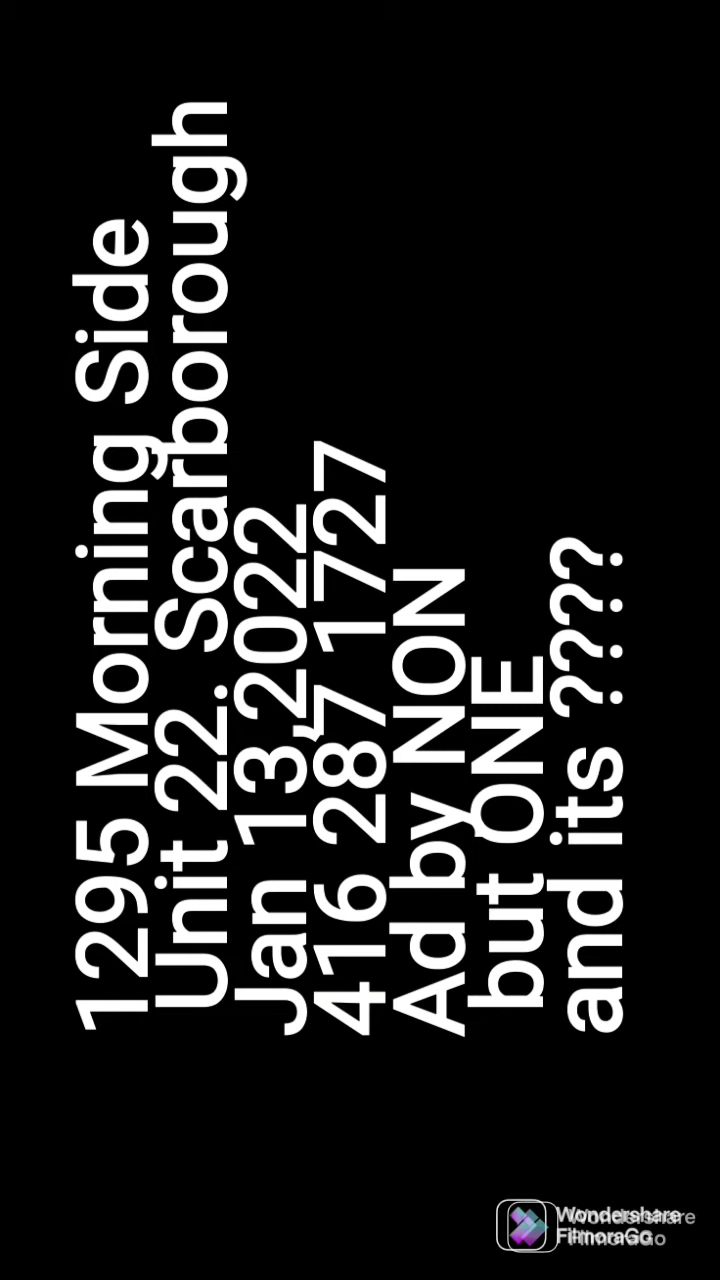 1295 Morning Side
Unit 22. Scarborough
Jan 13,2022
416 287 1727
Ad by NON
but ONE
and its ????
Wondershare
FilmoraGo